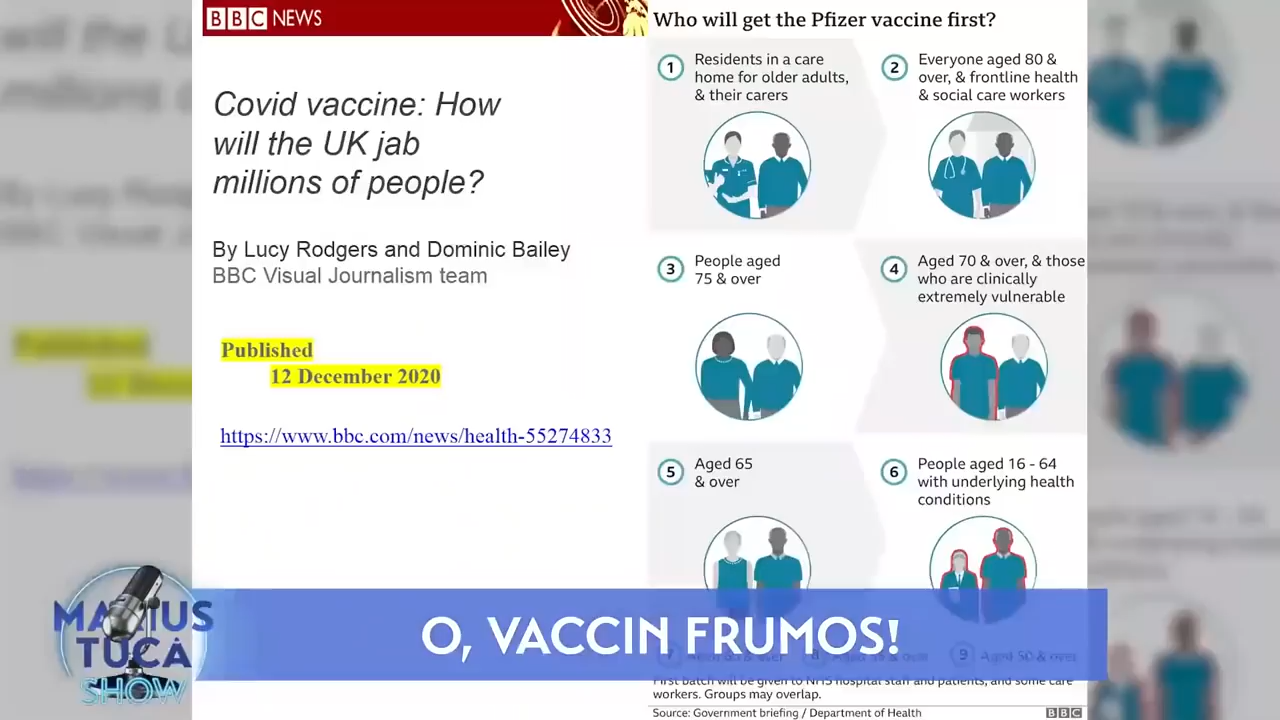 BBC NEWS
Covid vaccine: How
will the UK jab
millions of people?
By Lucy Rodgers and Dominic Bailey
BBC Visual Journalism team
Published
12 December 2020
https://www.bbc.com/news/health-55274833
Who will get the Pfizer vaccine first?
1
Residents in a care
home for older adults,
& their carers
2
Everyone aged 80 &
over, & frontline health
& social care workers
3
People aged
75 & over
4
Aged 70 & over, & those
who are clinically
extremely vulnerable
5
Aged 65
& over
6
People aged 16 - 64
with underlying health
conditions
9 Aged 50 & over
First batch will be given to NHS hospital staff and patients, and some care
workers. Groups may overlap.
Source: Government briefing / Department of Health
BBC
MARIUS
TUCĂ
SHOW
O, VACCIN FRUMOS!